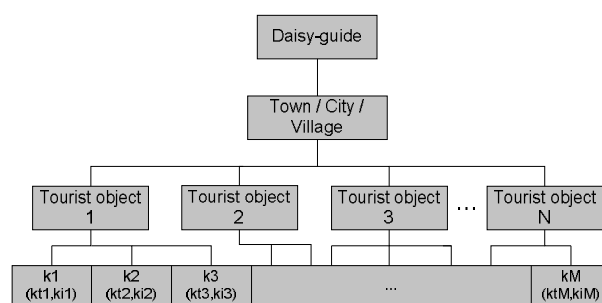 Daisy-guide
Town / City /
Village
Tourist object
1
Tourist object
2
Tourist object
3
...
Tourist object
N
k1
(kt1,ki1)
k2
(kt2,ki2)
k3
(kt3,ki3)
...
kM
(ktM,kiM)